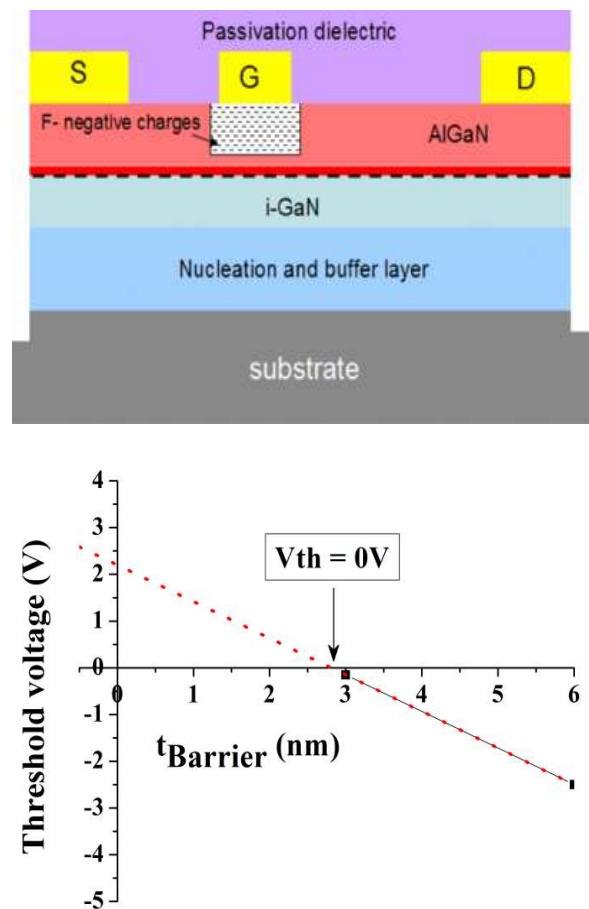 Passivation dielectric
S G D
F- negative charges
AlGaN
i-GaN
Nucleation and buffer layer
substrate
4
3
2
1
0
-1
-2
-3
-4
-5
Threshold voltage (V)
Vth = 0V
0 1 2 3 4 5 6
tBarrier (nm)